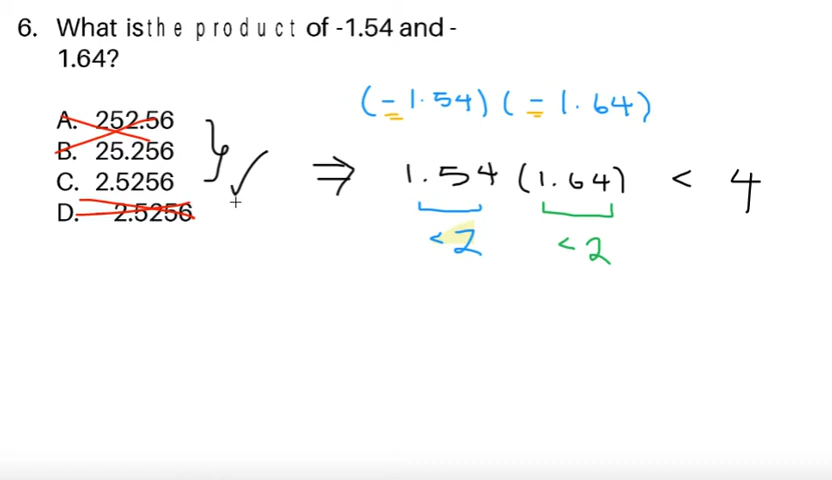 6. What is the product of -1.54 and -
1.64?
(-1.54)(-1.64)
A. 252.56
B. 25.256
C. 2.5256
D. -2.5256
⇒ 1.54(1.64) < 4
<2 <2